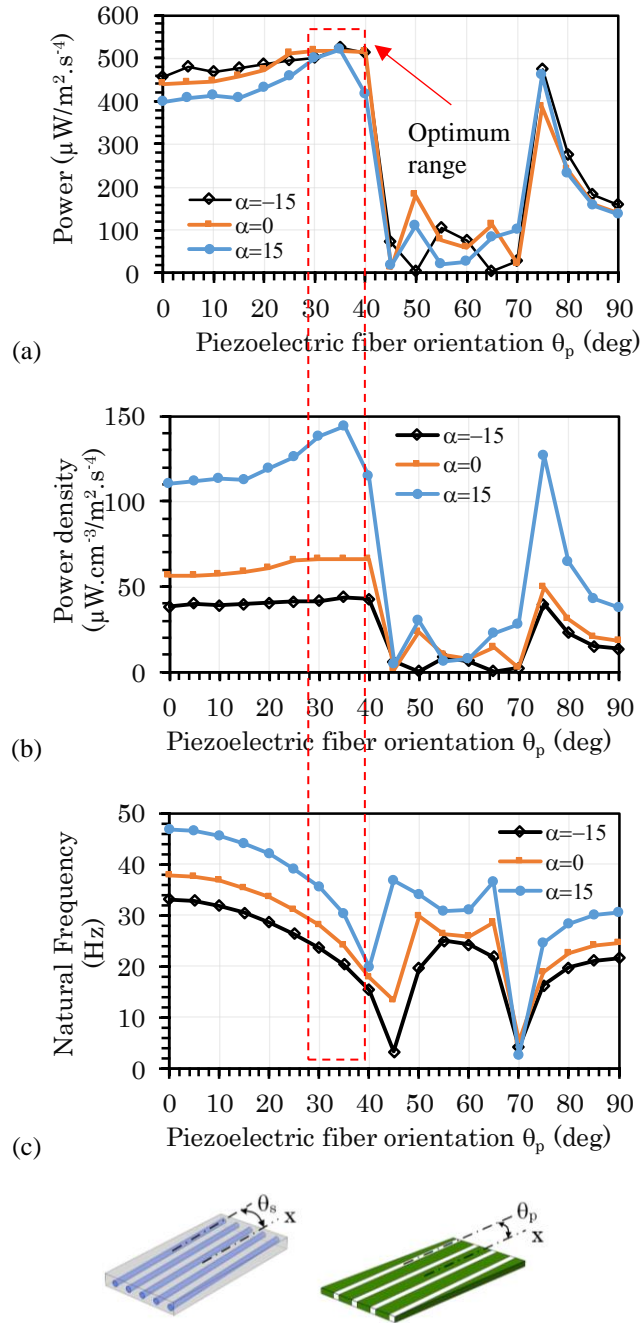 600
500
400
300
200
100
0
Power (μW/m².s⁻⁴)
Optimum
range
α=–15
α=0
α=15
0 10 20 30 40 50 60 70 80 90
Piezoelectric fiber orientation θp (deg)
(a)
150
100
50
0
Power density
(μW.cm⁻³/m².s⁻⁴)
α=–15
α=0
α=15
0 10 20 30 40 50 60 70 80 90
Piezoelectric fiber orientation θp (deg)
(b)
50
40
30
20
10
0
Natural Frequency
(Hz)
α=–15
α=0
α=15
0 10 20 30 40 50 60 70 80 90
Piezoelectric fiber orientation θp (deg)
(c)
θs
x
θp
x